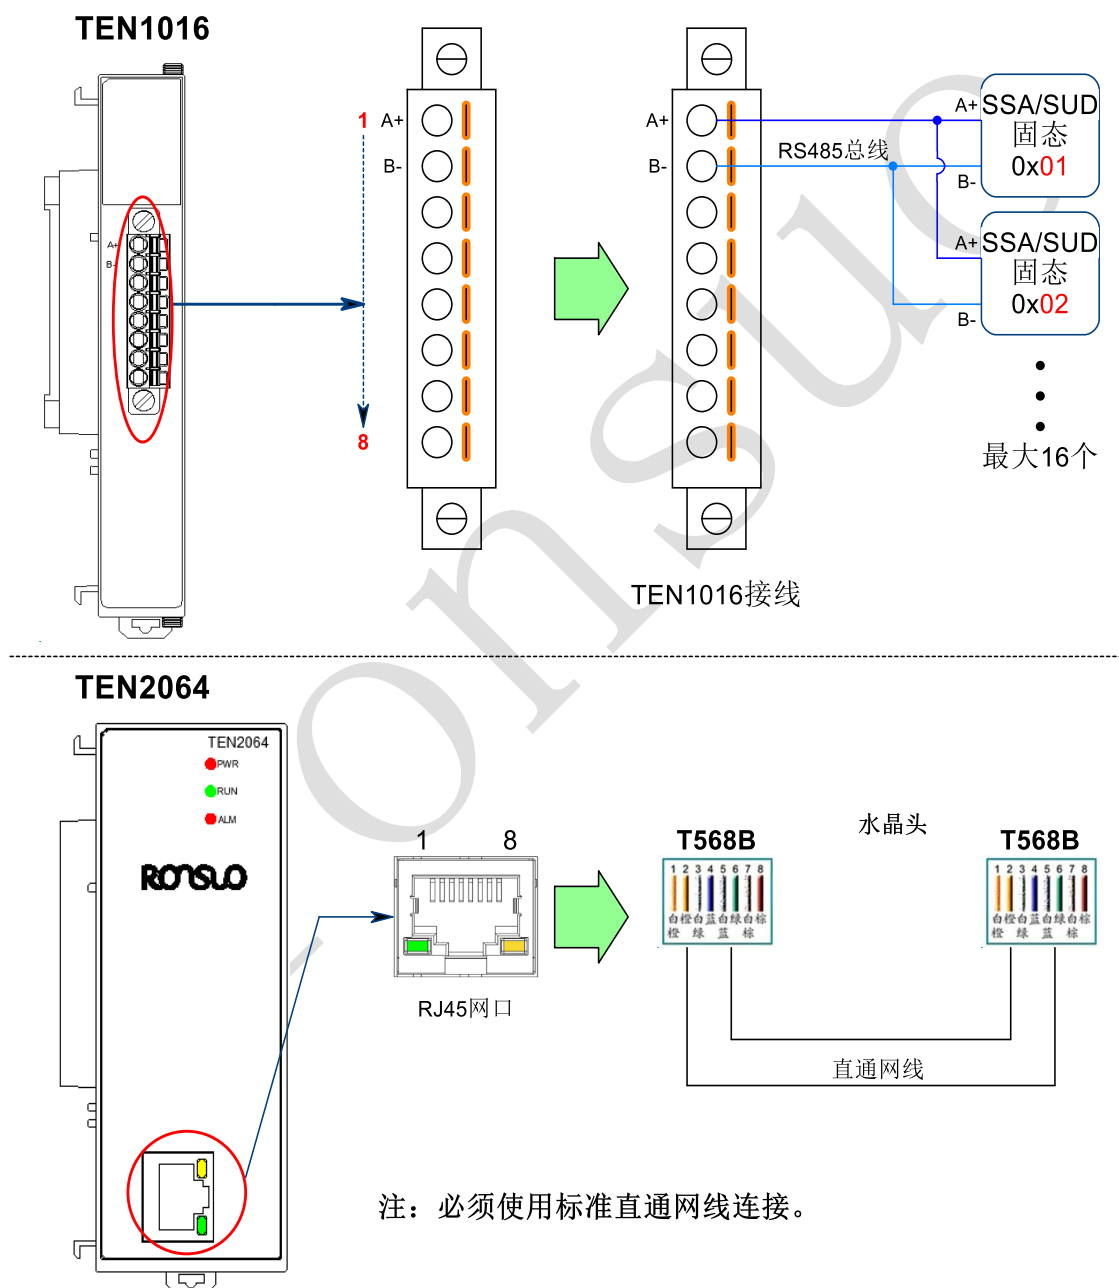 TEN1016
1 A+
B-
8
A+
B-
A+
B-
RS485总线
A+
SSA/SUD
固态
0x01
B-
A+
SSA/SUD
固态
0x02
B-
最大16个
TEN1016接线
TEN2064
TEN2064
PWR
RUN
ALM
RONSUO
1 8
RJ45网口
水晶头
T568B
1 2 3 4 5 6 7 8
白橙白蓝白绿白棕
橙 绿 蓝 棕
T568B
1 2 3 4 5 6 7 8
白橙白蓝白绿白棕
橙 绿 蓝 棕
直通网线
注：必须使用标准直通网线连接。
Ronsuo